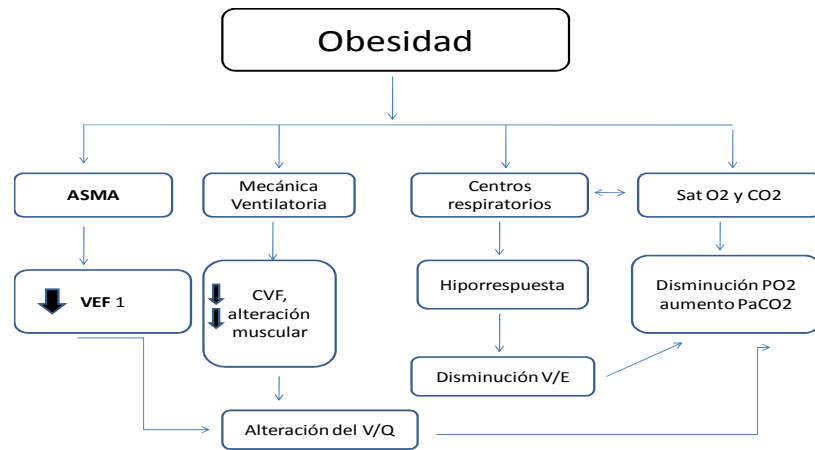 Obesidad
ASMA
Mecánica
Ventilatoria
Centros
respiratorios
Sat O2 y CO2
VEF 1
CVF,
alteración
muscular
Hiporrespuesta
Disminución PO2
aumento PaCO2
Disminución V/E
Alteración del V/Q